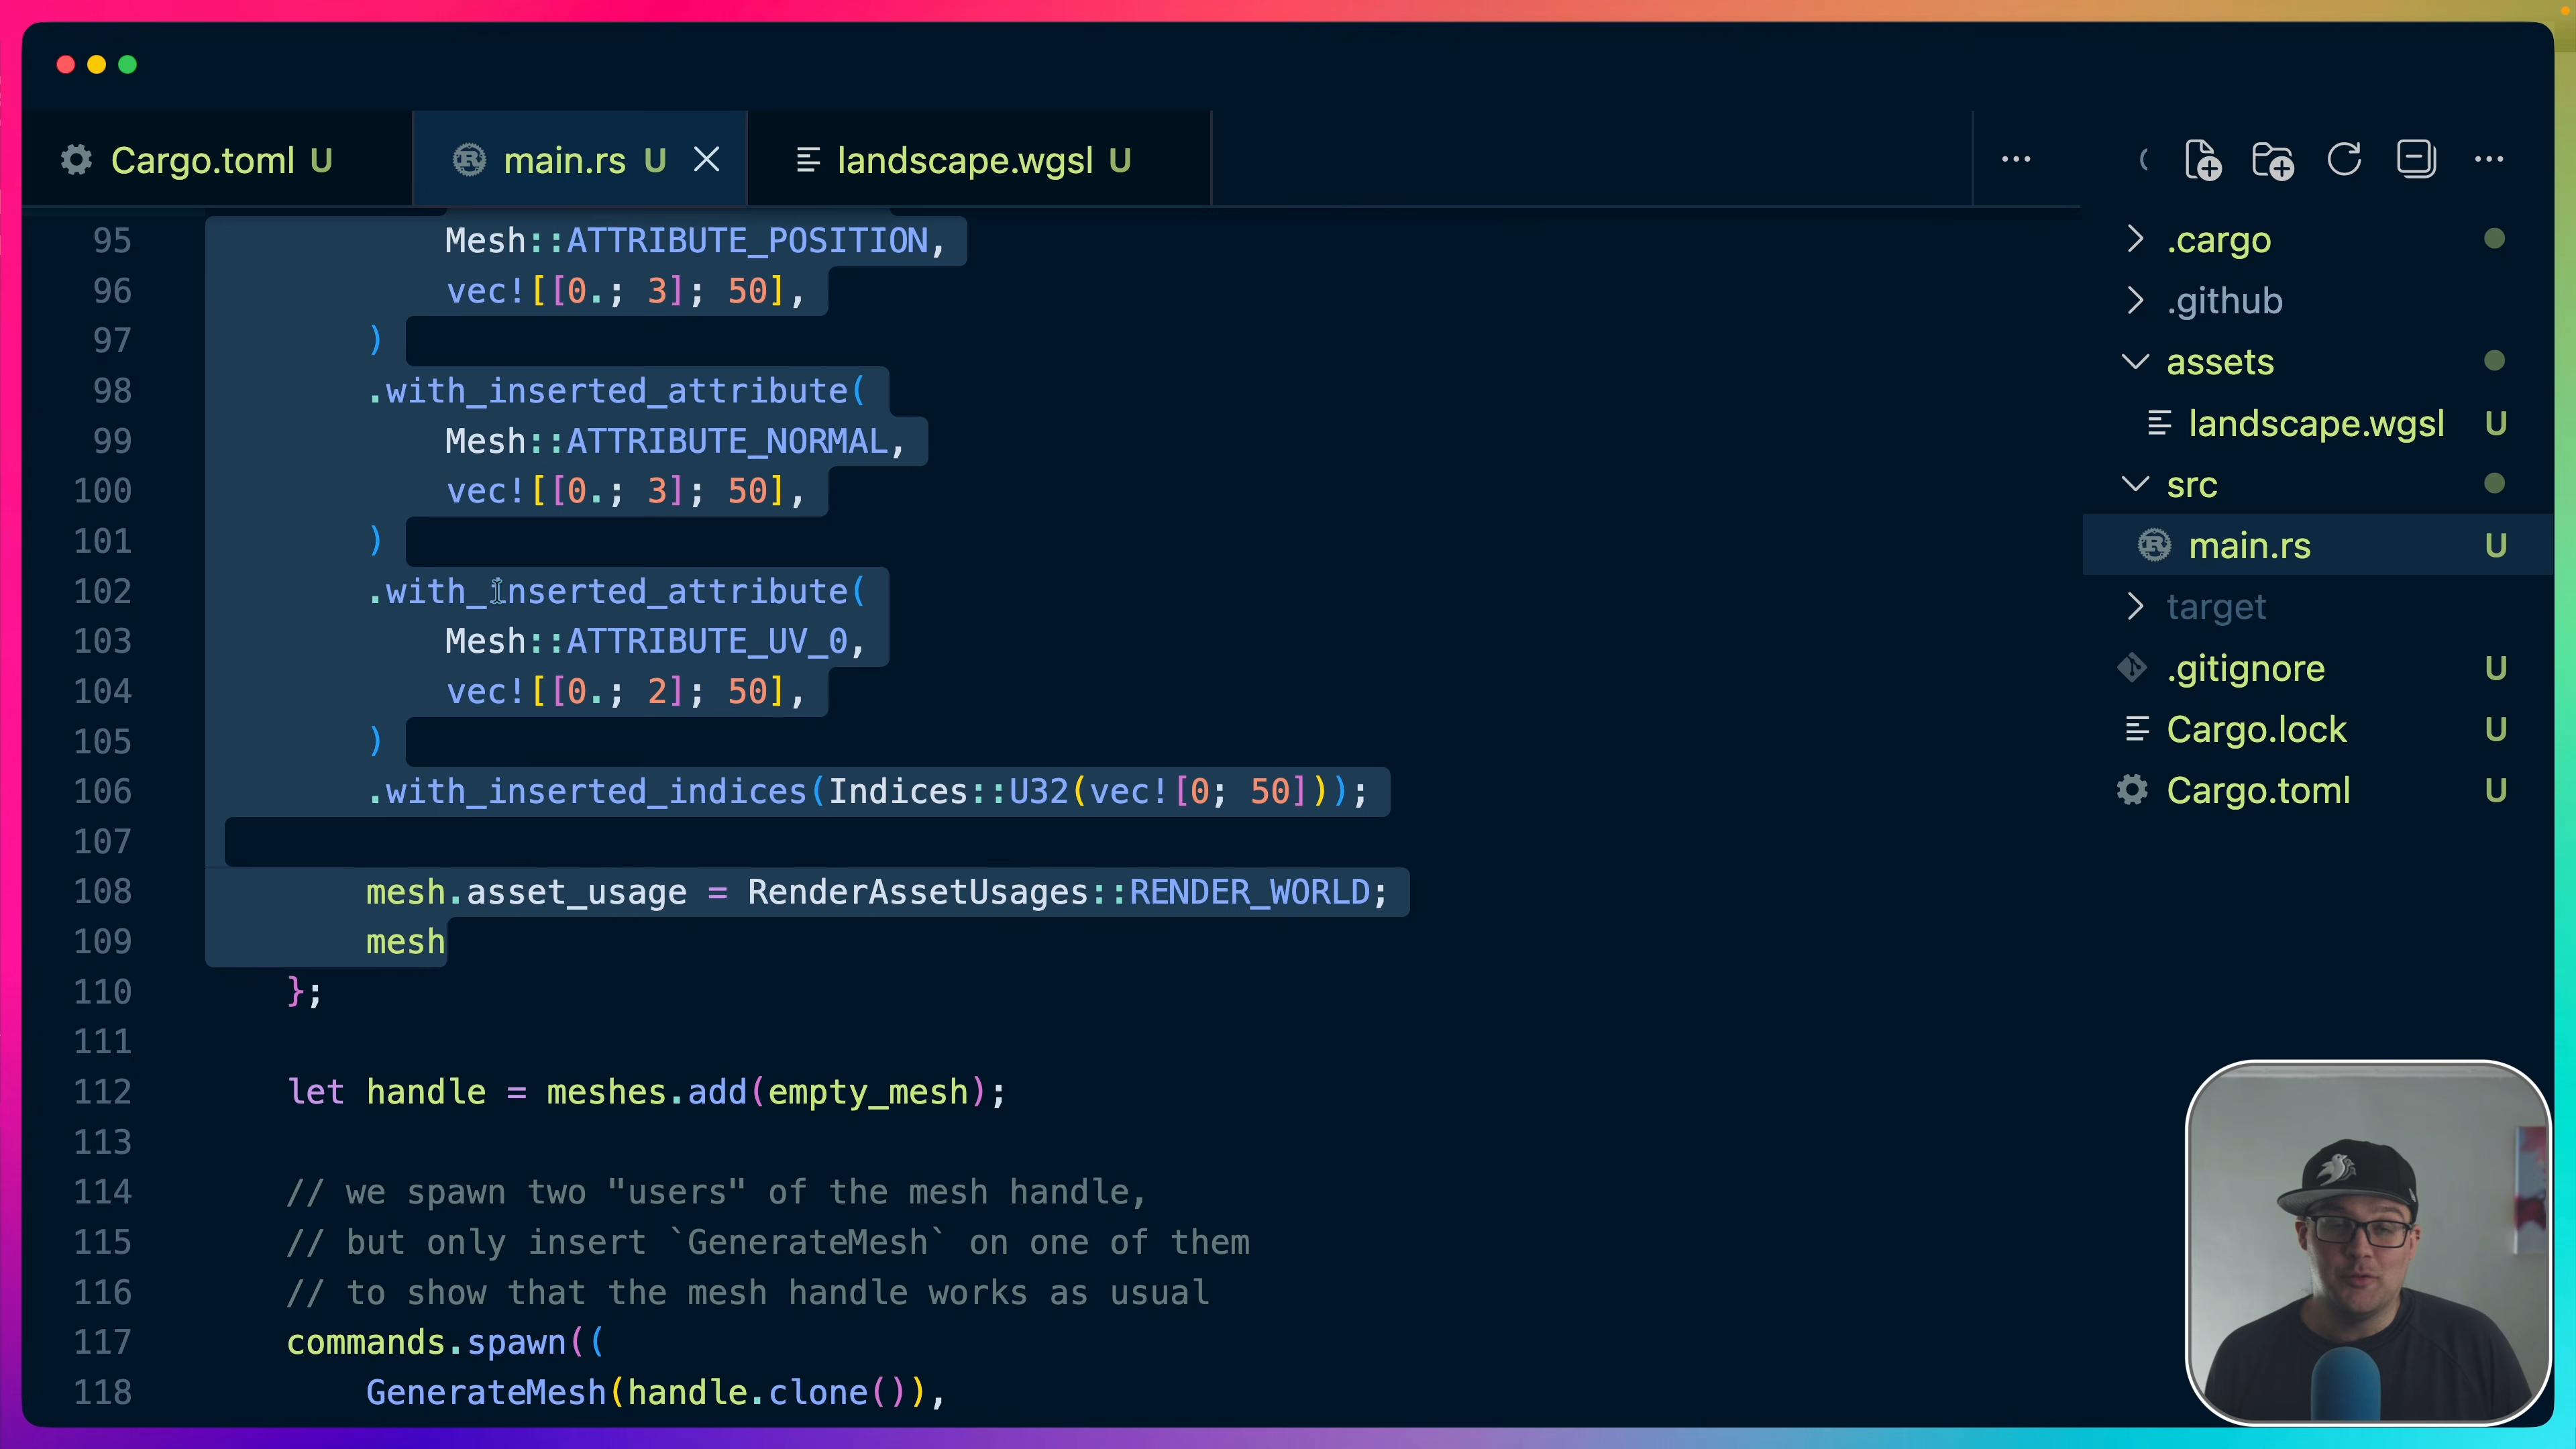 Cargo.toml U
main.rs U
landscape.wgsl U
95 Mesh::ATTRIBUTE_POSITION,
96 vec![[0.; 3]; 50],
97 )
98 .with_inserted_attribute(
99 Mesh::ATTRIBUTE_NORMAL,
100 vec![[0.; 3]; 50],
101 )
102 .with_inserted_attribute(
103 Mesh::ATTRIBUTE_UV_0,
104 vec![[0.; 2]; 50],
105 )
106 .with_inserted_indices(Indices::U32(vec![0; 50]));
107
108 mesh.asset_usage = RenderAssetUsages::RENDER_WORLD;
109 mesh
110 };
111
112 let handle = meshes.add(empty_mesh);
113
114 // we spawn two "users" of the mesh handle,
115 // but only insert `GenerateMesh` on one of them
116 // to show that the mesh handle works as usual
117 commands.spawn((
118 GenerateMesh(handle.clone()),
.cargo
.github
assets
landscape.wgsl U
src
main.rs U
target
.gitignore U
Cargo.lock U
Cargo.toml U